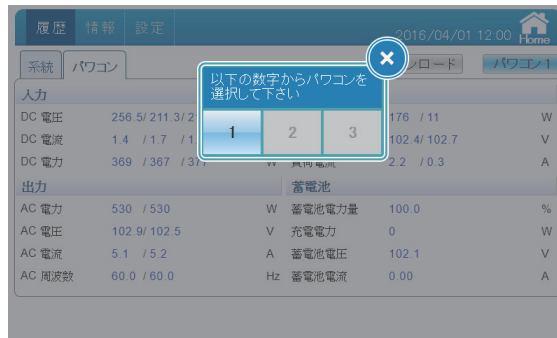 履歴 情報 設定
2016/04/01 12:00 Home
系統 パワコン ンロード パワコン1
以下の数字からパワコンを
選択して下さい
1 2 3
入力
DC 電圧 256.5/ 211.3/ 2 176 / 11 W
DC 電流 1.4 / 1.7 / 1. 102.4/ 102.7 V
DC 電力 369 / 367 / 377 W 負荷電流 2.2 / 0.3 A
出力 蓄電池
AC 電力 530 / 530 W 蓄電池電力量 100.0 %
AC 電圧 102.9/ 102.5 V 充電電力 0 W
AC 電流 5.1 / 5.2 A 蓄電池電圧 102.1 V
AC 周波数 60.0 / 60.0 Hz 蓄電池電流 0.00 A